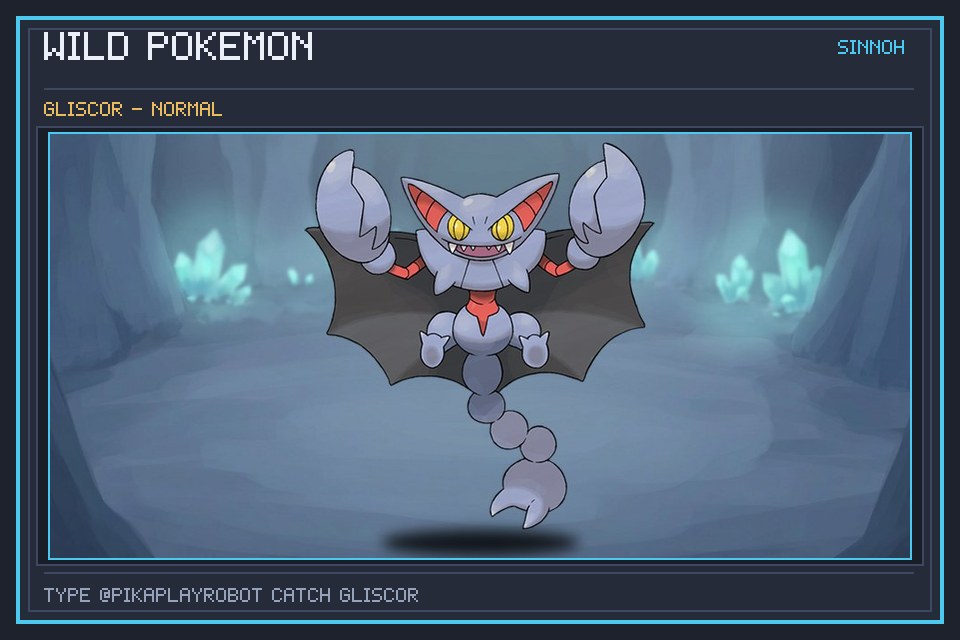 WILD POKEMON
SINNOH
GLISCOR - NORMAL
TYPE @PIKAPLAYROBOT CATCH GLISCOR